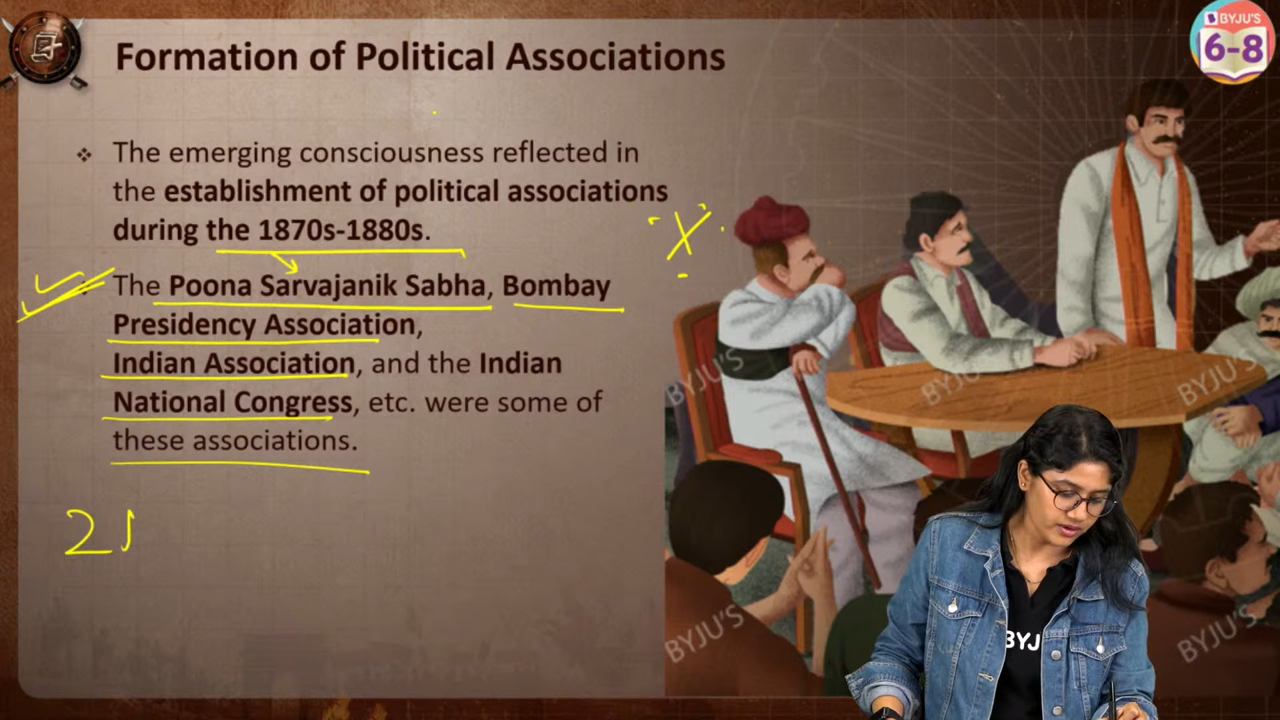 BYJU'S
6-8
Formation of Political Associations
The emerging consciousness reflected in
the establishment of political associations
during the 1870s-1880s.
The Poona Sarvajanik Sabha, Bombay
Presidency Association,
Indian Association, and the Indian
National Congress, etc. were some of
these associations.
2
BYJU'S
BYJU'S
BYJU'S
BYJU'S
BYJU'S
BYJ